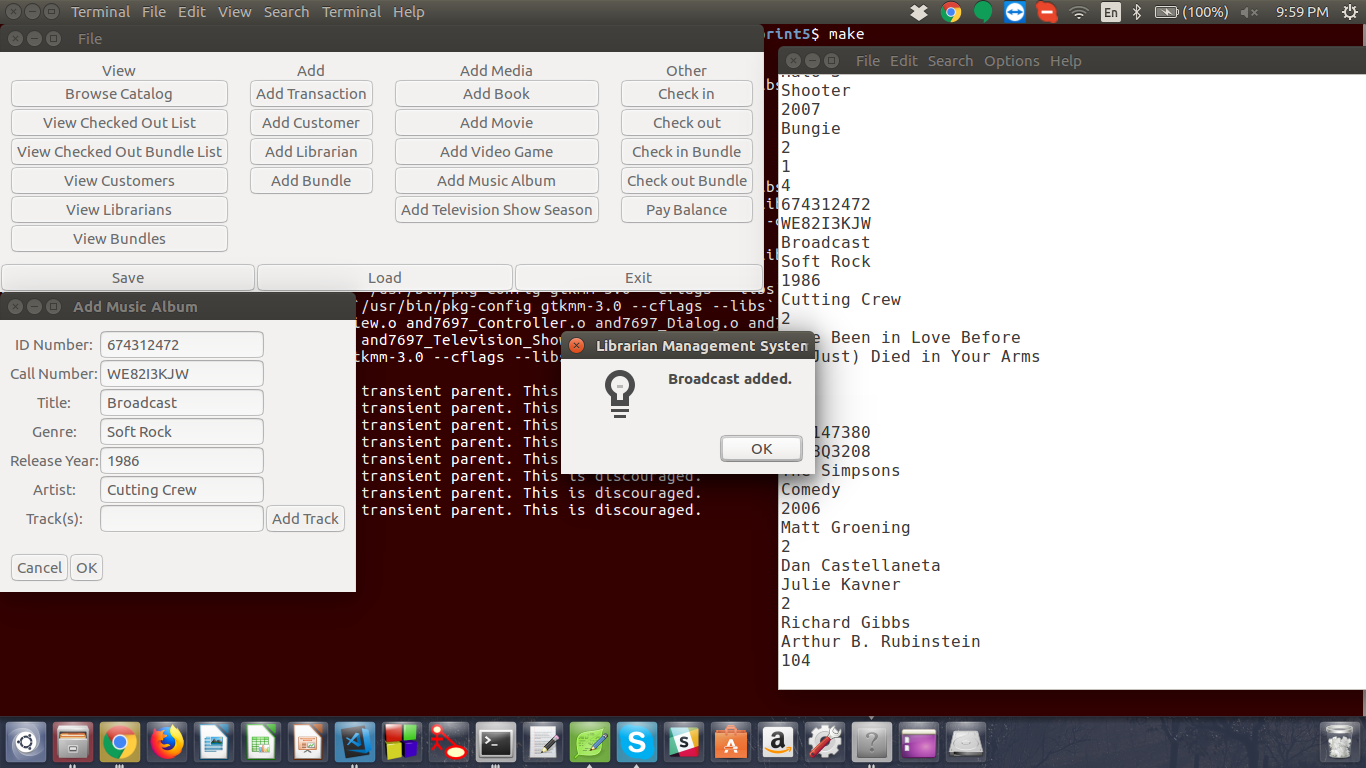 Terminal File Edit View Search Terminal Help
En
(100%)
9:59 PM
File
print5$ make
View Add Add Media Other
Browse Catalog Add Transaction Add Book Check in
View Checked Out List Add Customer Add Movie Check out
View Checked Out Bundle List Add Librarian Add Video Game Check in Bundle
View Customers Add Bundle Add Music Album Check out Bundle
View Librarians Add Television Show Season Pay Balance
View Bundles
Save Load Exit
Add Music Album
ID Number: 674312472
Call Number: WE82I3KJW
Title: Broadcast
Genre: Soft Rock
Release Year: 1986
Artist: Cutting Crew
Track(s): Add Track
Cancel OK
/usr/bin/pkg-config gtkmm-3.0 --cflags --libs`
iew.o and7697_Controller.o and7697_Dialog.o and7
and7697_Television_Show
tkmm-3.0 --cflags --libs
transient parent. This
transient parent. This
transient parent. This
transient parent. This
transient parent. This
transient parent. This is discouraged.
transient parent. This is discouraged.
transient parent. This is discouraged.
Librarian Management System
Broadcast added.
OK
File Edit Search Options Help
Shooter
2007
Bungie
2
1
4
674312472
WE82I3KJW
Broadcast
Soft Rock
1986
Cutting Crew
2
Been in Love Before
Just) Died in Your Arms
147380
Q3208
Simpsons
Comedy
2006
Matt Groening
2
Dan Castellaneta
Julie Kavner
2
Richard Gibbs
Arthur B. Rubinstein
104